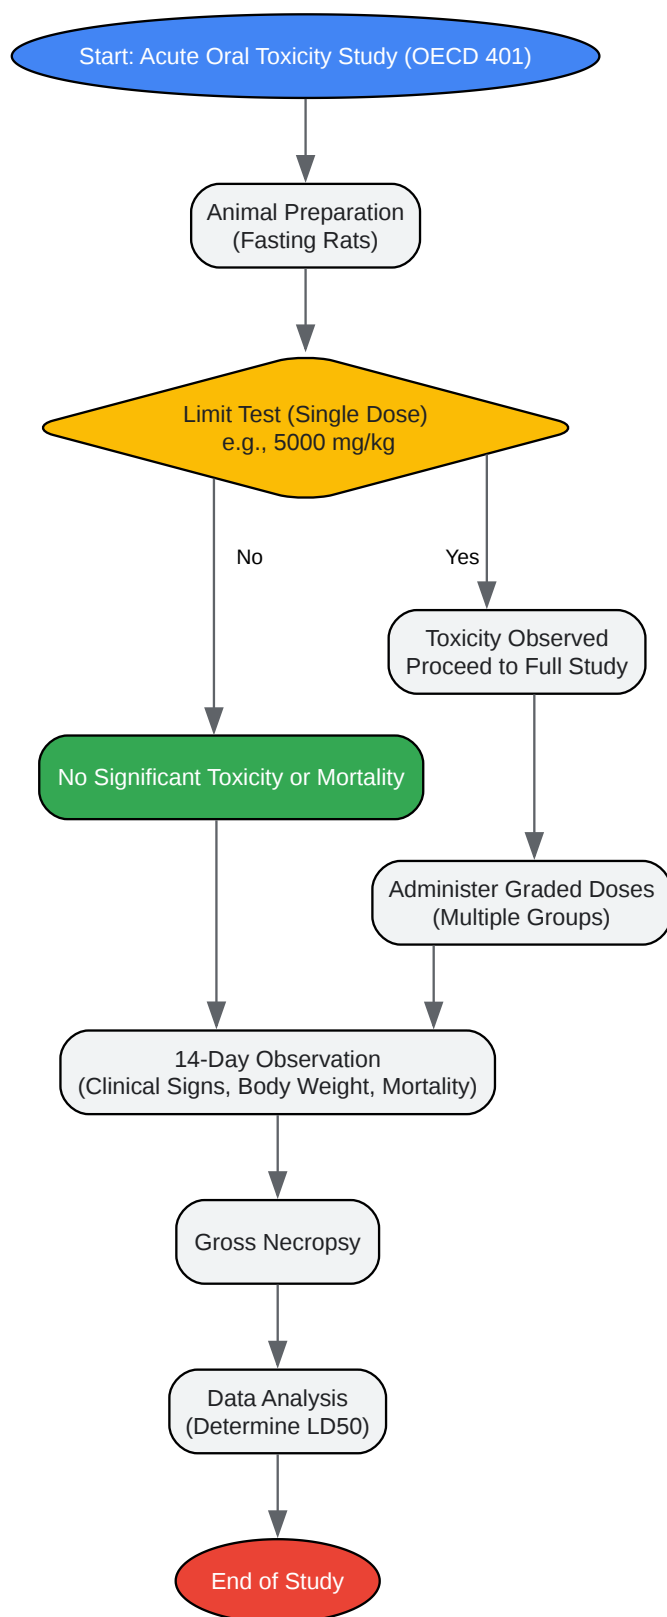 Start: Acute Oral Toxicity Study (OECD 401)
Animal Preparation
(Fasting Rats)
Limit Test (Single Dose)
e.g., 5000 mg/kg
No
Yes
Toxicity Observed
Proceed to Full Study
No Significant Toxicity or Mortality
Administer Graded Doses
(Multiple Groups)
14-Day Observation
(Clinical Signs, Body Weight, Mortality)
Gross Necropsy
Data Analysis
(Determine LD50)
End of Study